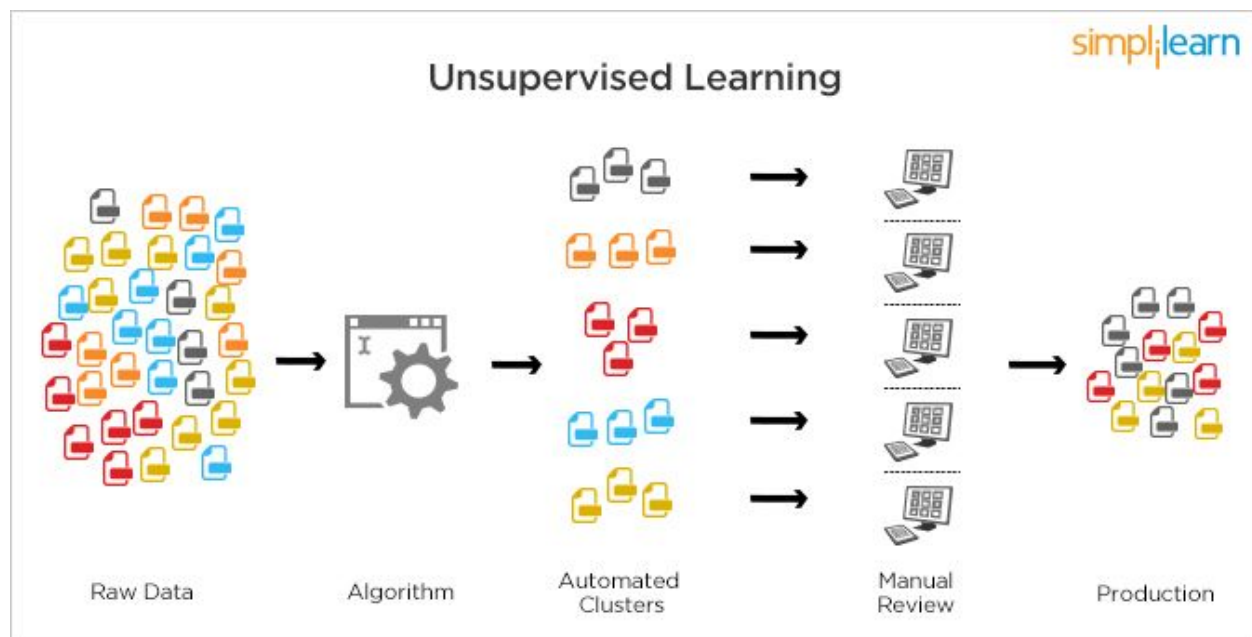 simplilearn
Unsupervised Learning
Raw Data
Algorithm
Automated
Clusters
Manual
Review
Production